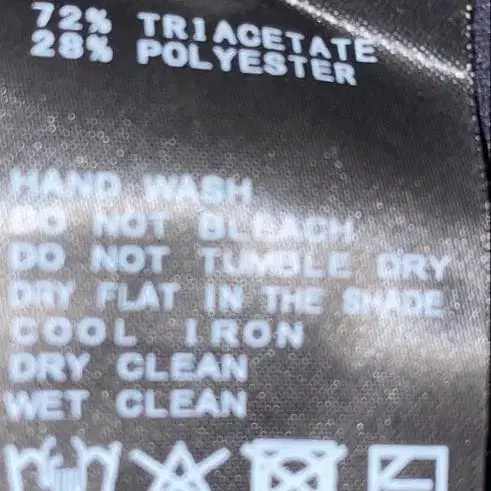 72% TRIACETATE
28% POLYESTER
HAND WASH
DO NOT BLEACH
DO NOT TUMBLE DRY
DRY FLAT IN THE SHADE
COOL IRON
DRY CLEAN
WET CLEAN